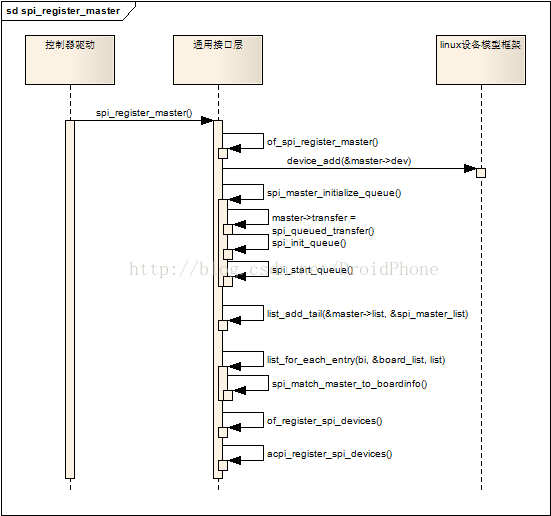 sd spi_register_master
控制器驱动
通用接口层
linux设备模型框架
spi_register_master()
of_spi_register_master()
device_add(&master->dev)
spi_master_initialize_queue()
master->transfer =
spi_queued_transfer()
spi_init_queue()
http://blog.csdn.net/DroidPhone
spi_start_queue()
list_add_tail(&master->list, &spi_master_list)
list_for_each_entry(bi, &board_list, list)
spi_match_master_to_boardinfo()
of_register_spi_devices()
acpi_register_spi_devices()